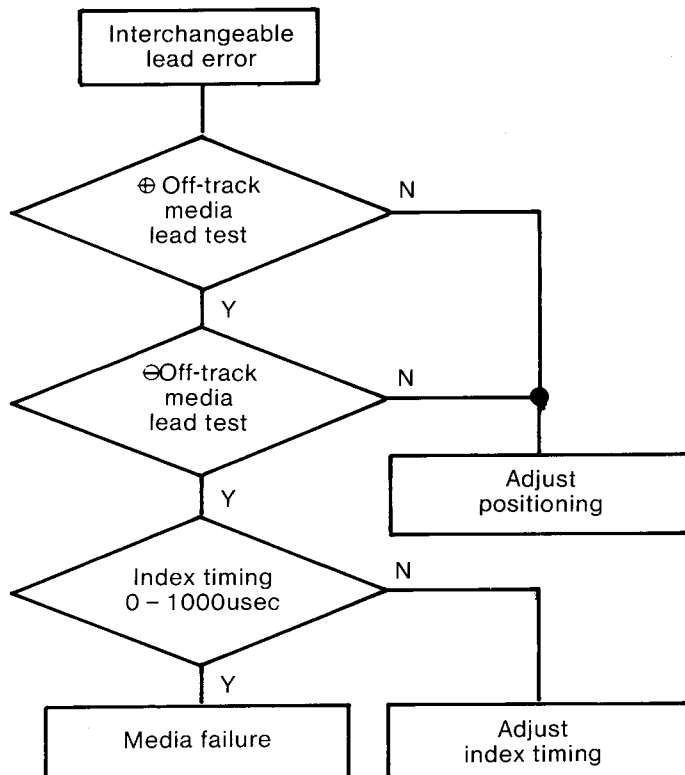 Interchangeable
lead error
⊕ Off-track
media
lead test
N
Y
⊖Off-track
media
lead test
N
Y
Adjust
positioning
Index timing
0 – 1000usec
N
Y
Media failure
Adjust
index timing